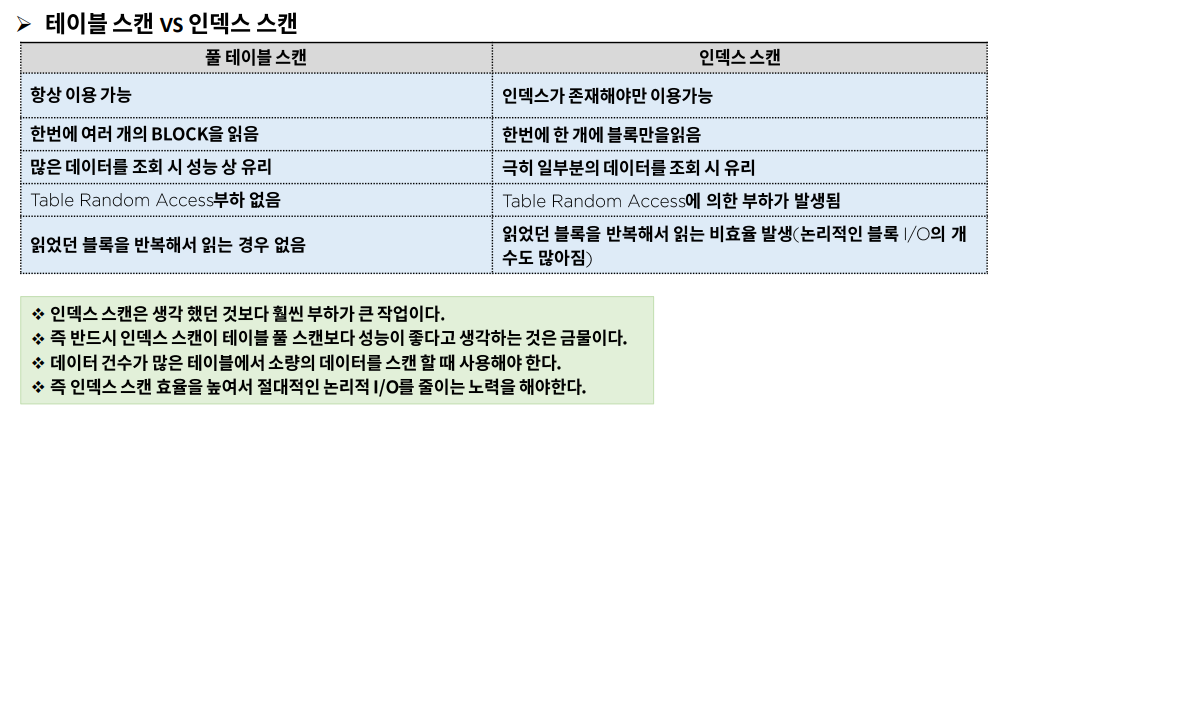 ➢ 테이블 스캔 VS 인덱스 스캔
풀 테이블 스캔
인덱스 스캔
항상 이용 가능
인덱스가 존재해야만 이용가능
한번에 여러 개의 BLOCK을 읽음
한번에 한 개에 블록만을읽음
많은 데이터를 조회 시 성능 상 유리
극히 일부분의 데이터를 조회 시 유리
Table Random Access부하 없음
Table Random Access에 의한 부하가 발생됨
읽었던 블록을 반복해서 읽는 경우 없음
읽었던 블록을 반복해서 읽는 비효율 발생(논리적인 블록 I/O의 개
수도 많아짐)
❖ 인덱스 스캔은 생각 했던 것보다 훨씬 부하가 큰 작업이다.
❖ 즉 반드시 인덱스 스캔이 테이블 풀 스캔보다 성능이 좋다고 생각하는 것은 금물이다.
❖ 데이터 건수가 많은 테이블에서 소량의 데이터를 스캔 할 때 사용해야 한다.
❖ 즉 인덱스 스캔 효율을 높여서 절대적인 논리적 I/O를 줄이는 노력을 해야한다.